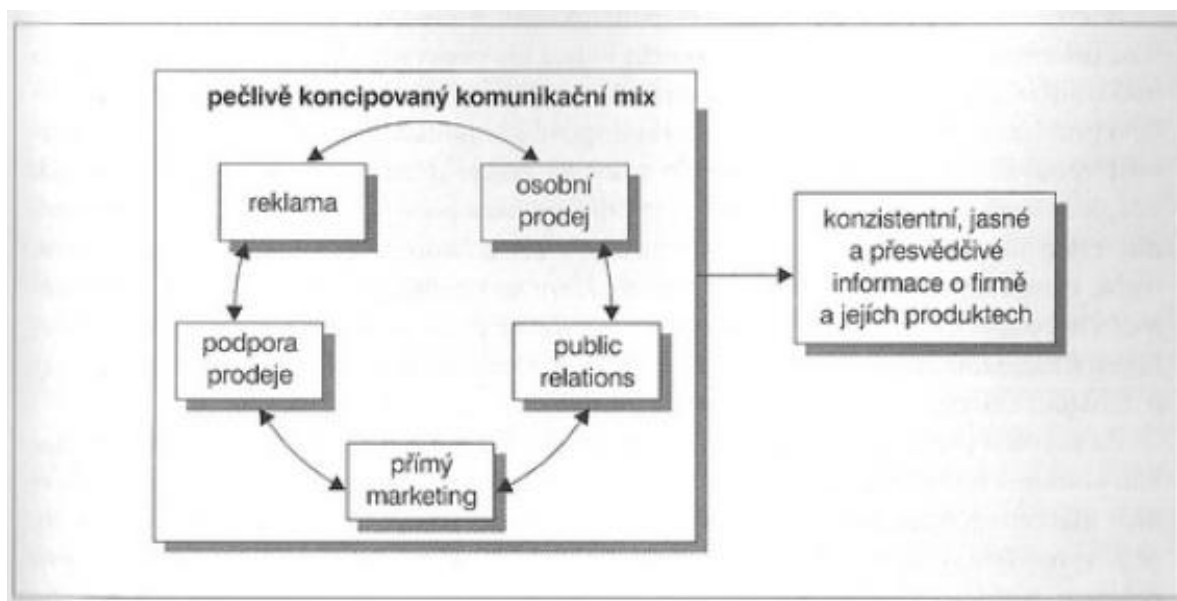 pečlivě koncipovaný komunikační mix
reklama
osobní
prodej
podpora
prodeje
public
relations
přímý
marketing
konzistentní, jasné
a přesvědčivé
informace o firmě
a jejích produktech